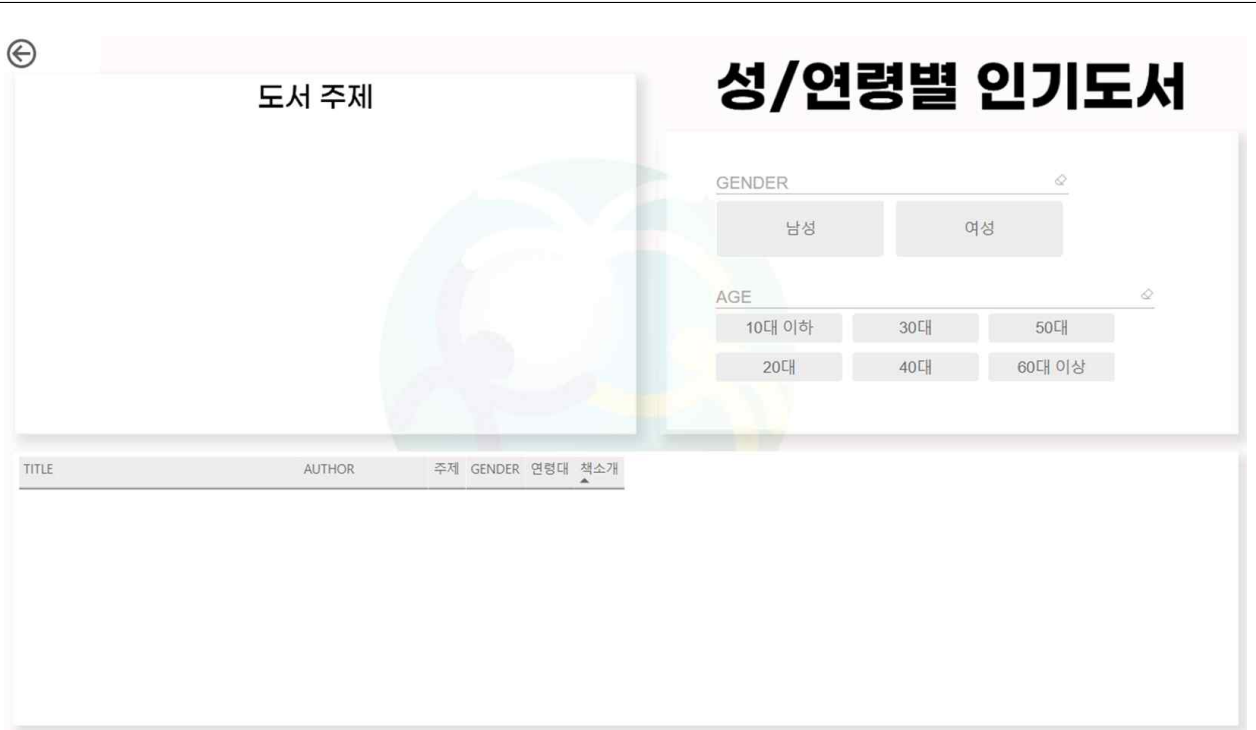 도서 주제
성/연령별 인기도서
GENDER
남성 여성
AGE
10대 이하 30대 50대
20대 40대 60대 이상
TITLE AUTHOR 주제 GENDER 연령대 책소개